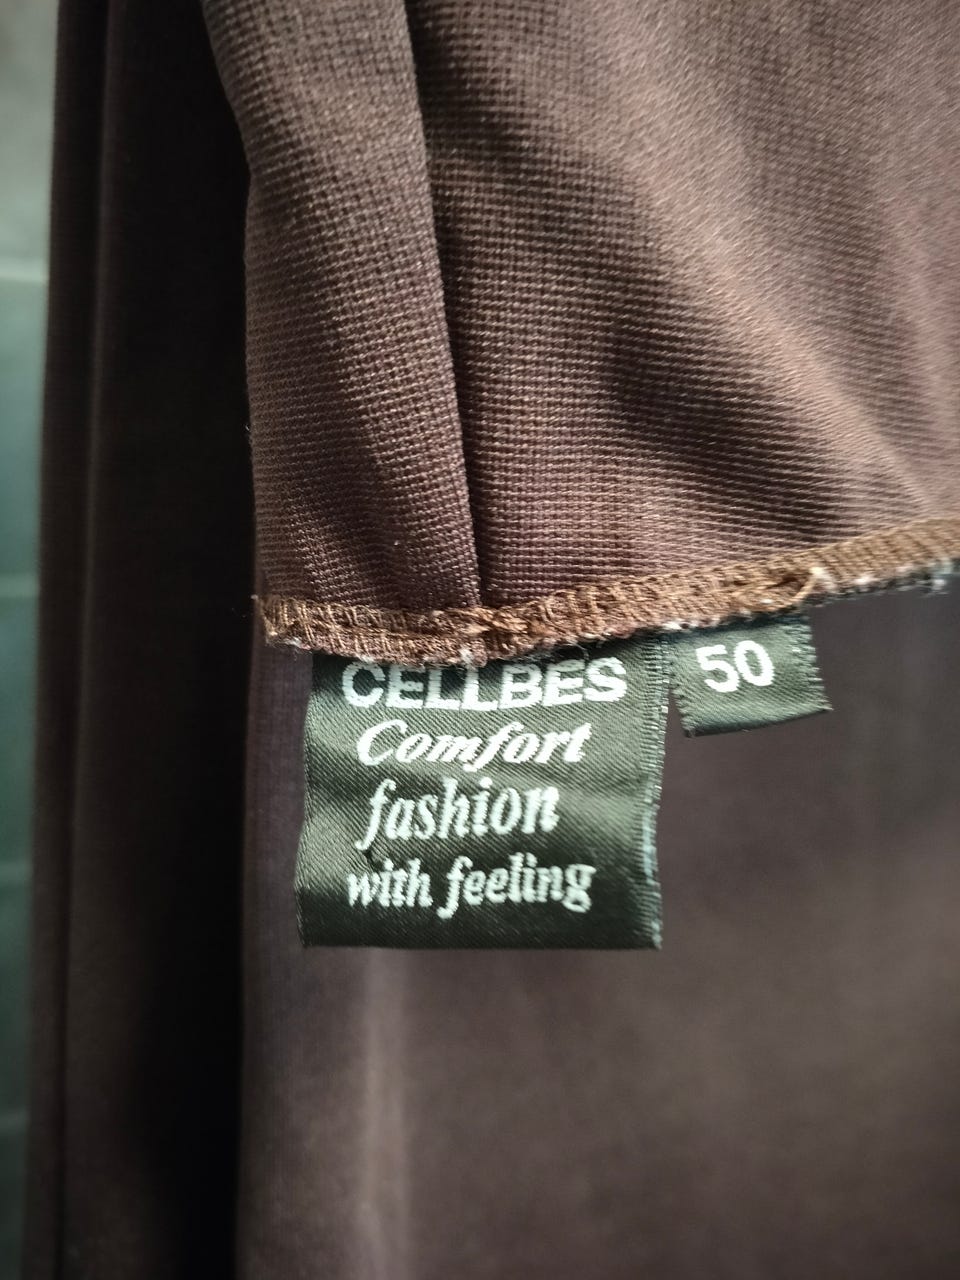 CELLBES
Comfort
fashion
with feeling
50